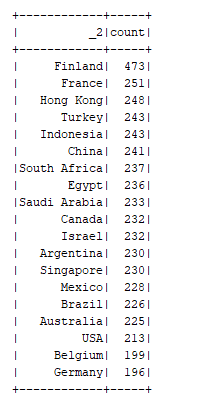 +------------+-----+
|          _2|count|
+------------+-----+
|     Finland|  473|
|      France|  251|
|   Hong Kong|  248|
|      Turkey|  243|
|   Indonesia|  243|
|       China|  241|
|South Africa|  237|
|       Egypt|  236|
|Saudi Arabia|  233|
|      Canada|  232|
|      Israel|  232|
|   Argentina|  230|
|   Singapore|  230|
|      Mexico|  228|
|      Brazil|  226|
|   Australia|  225|
|         USA|  213|
|     Belgium|  199|
|     Germany|  196|
+------------+-----+